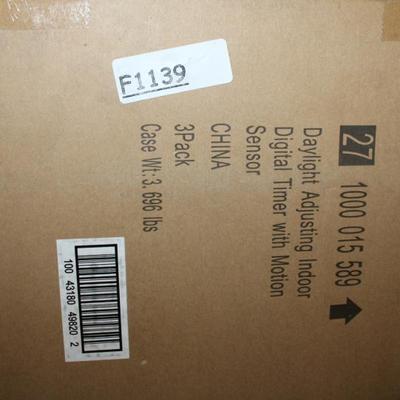 F1139
27 1000 015 589
Daylight Adjusting Indoor
Digital Timer with Motion
Sensor
CHINA
3Pack
Case Wt:3.696 lbs
100 43180 49820 2